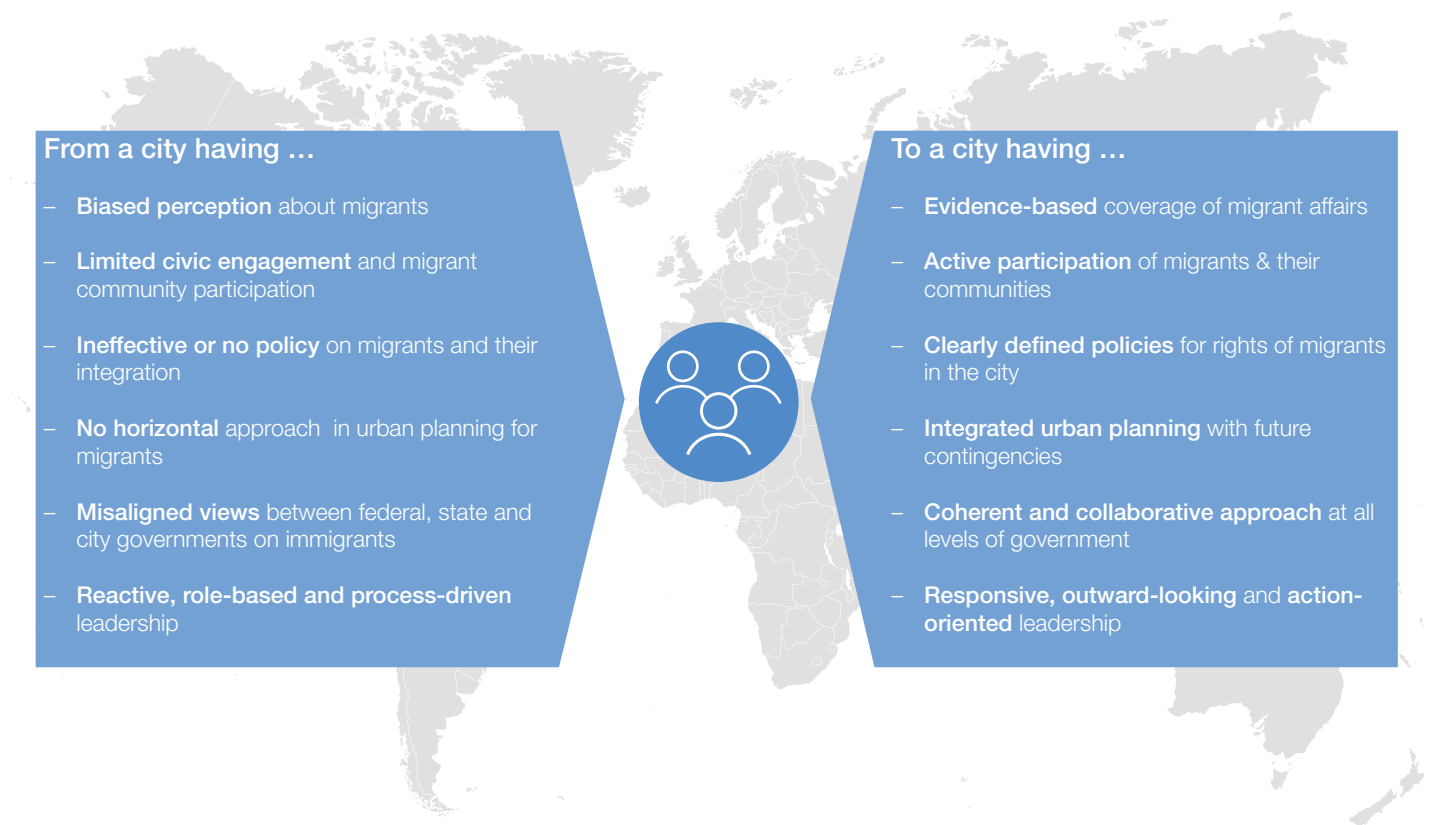 From a city having …
– Biased perception about migrants
– Limited civic engagement and migrant
community participation
– Ineffective or no policy on migrants and their
integration
– No horizontal approach  in urban planning for
migrants
– Misaligned views between federal, state and
city governments on immigrants
– Reactive, role-based and process-driven
leadership
To a city having …
– Evidence-based coverage of migrant affairs
– Active participation of migrants & their
communities
– Clearly defined policies for rights of migrants
in the city
– Integrated urban planning with future
contingencies
– Coherent and collaborative approach at all
levels of government
– Responsive, outward-looking and action-
oriented leadership